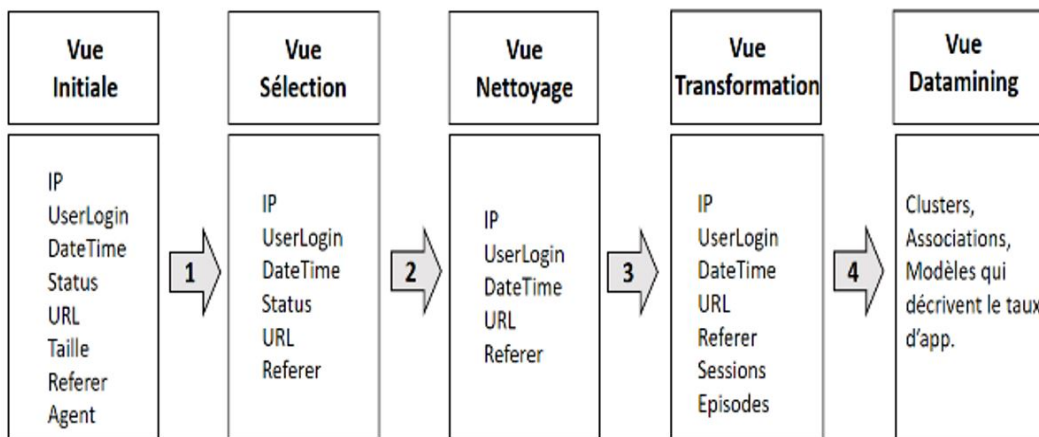 Vue
Initiale
IP
UserLogin
DateTime
Status
URL
Taille
Referer
Agent
1
Vue
Sélection
IP
UserLogin
DateTime
Status
URL
Referer
2
Vue
Nettoyage
IP
UserLogin
DateTime
URL
Referer
3
Vue
Transformation
IP
UserLogin
DateTime
URL
Referer
Sessions
Episodes
4
Vue
Datamining
Clusters,
Associations,
Modèles qui
décrivent le taux
d'app.